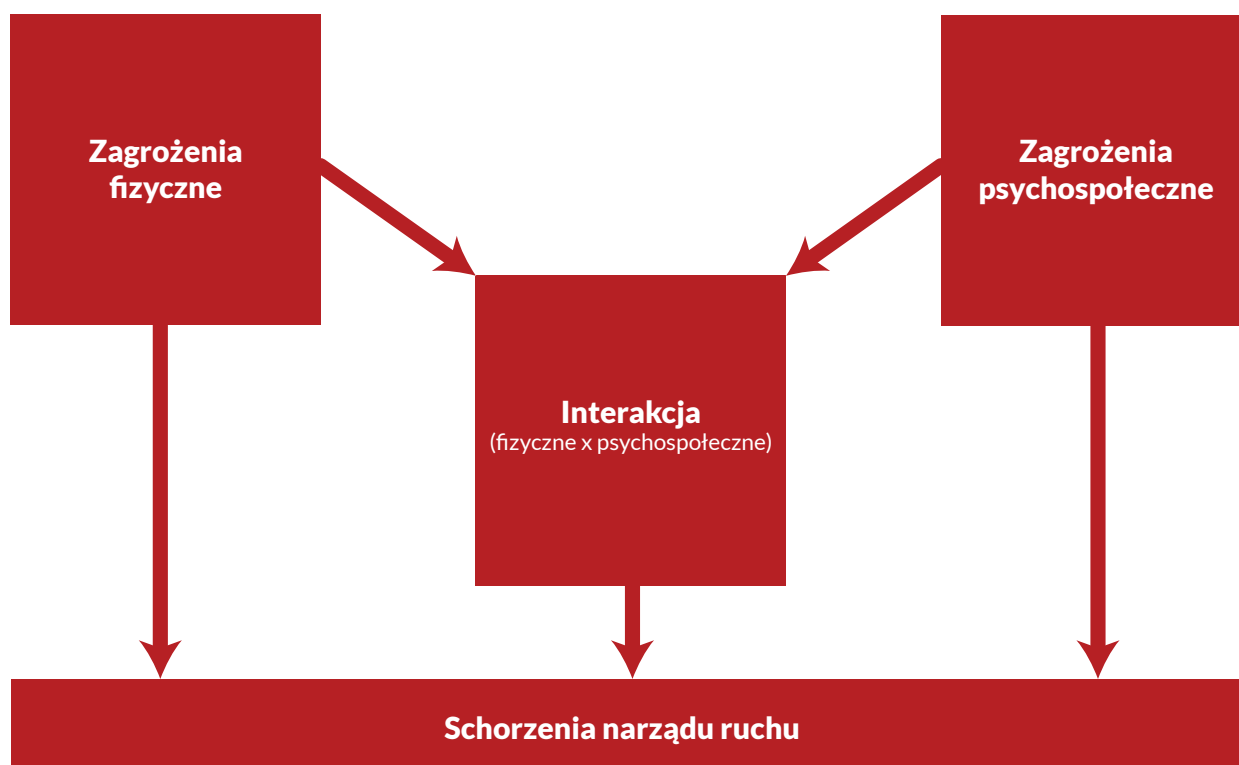 Zagrożenia
fizyczne
Zagrożenia
psychospołeczne
Interakcja
(fizyczne x psychospołeczne)
Schorzenia narządu ruchu